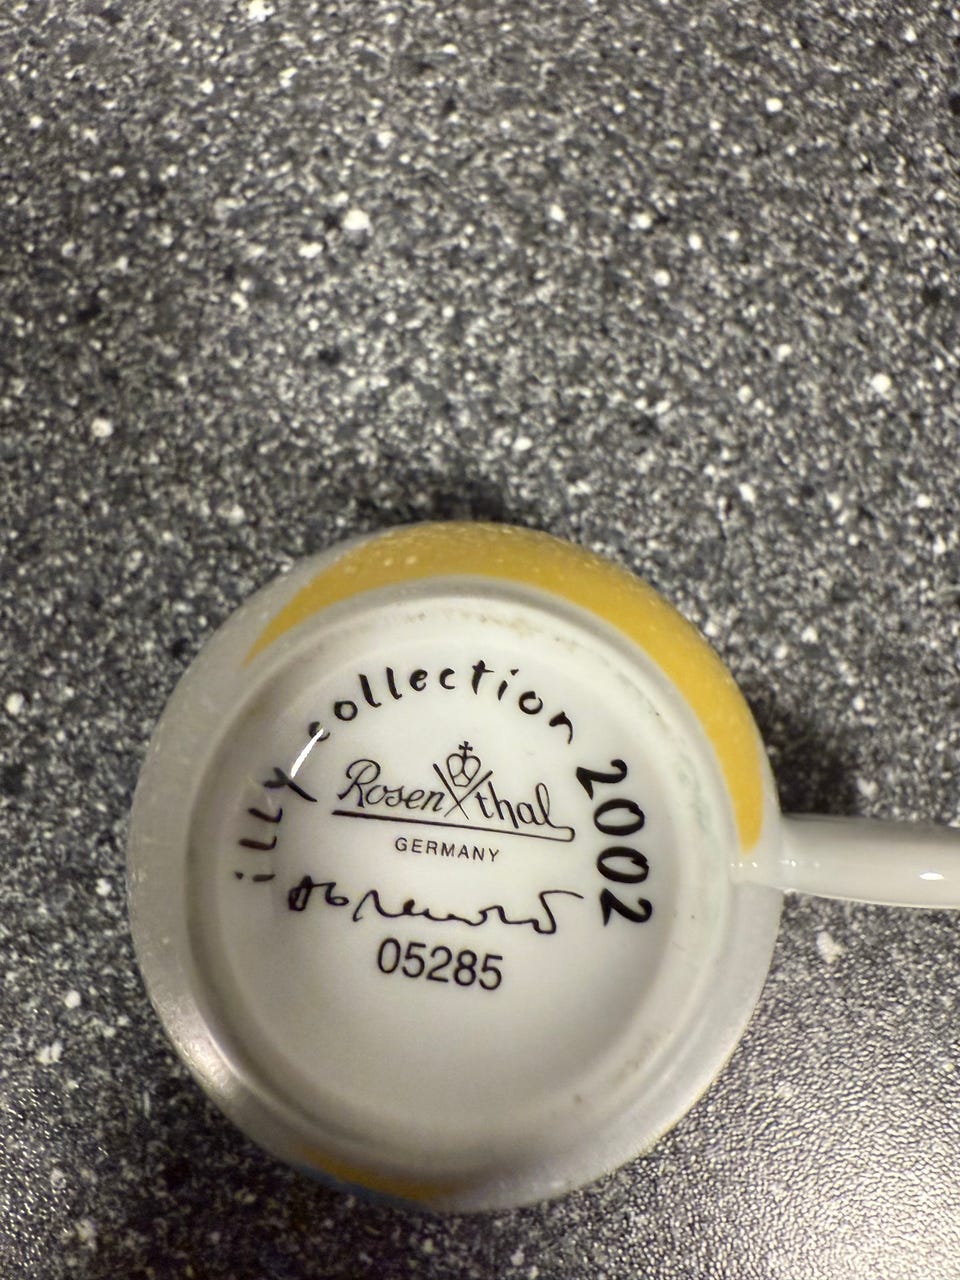 illy collection 2002
Rosenthal
GERMANY
05285